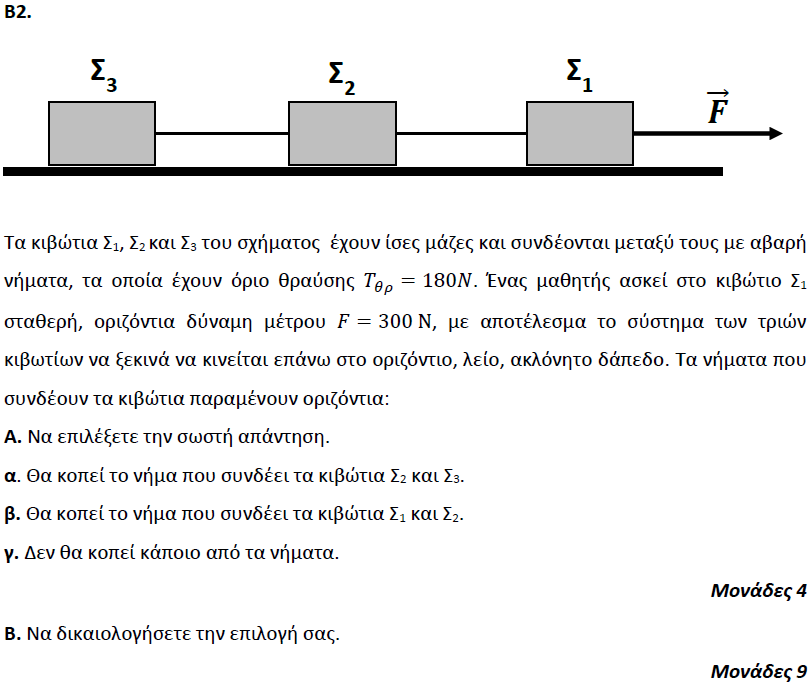 B2.
Σ3 Σ2 Σ1
F
Τα κιβώτια Σ1, Σ2 και Σ3 του σχήματος έχουν ίσες μάζες και συνδέονται μεταξύ τους με αβαρή
νήματα, τα οποία έχουν όριο θραύσης Tθρ = 180N. Ένας μαθητής ασκεί στο κιβώτιο Σ1
σταθερή, οριζόντια δύναμη μέτρου F = 300 N, με αποτέλεσμα το σύστημα των τριών
κιβωτίων να ξεκινά να κινείται επάνω στο οριζόντιο, λείο, ακλόνητο δάπεδο. Τα νήματα που
συνδέουν τα κιβώτια παραμένουν οριζόντια:
Α. Να επιλέξετε την σωστή απάντηση.
α. Θα κοπεί το νήμα που συνδέει τα κιβώτια Σ2 και Σ3.
β. Θα κοπεί το νήμα που συνδέει τα κιβώτια Σ1 και Σ2.
γ. Δεν θα κοπεί κάποιο από τα νήματα.
Μονάδες 4
Β. Να δικαιολογήσετε την επιλογή σας.
Μονάδες 9